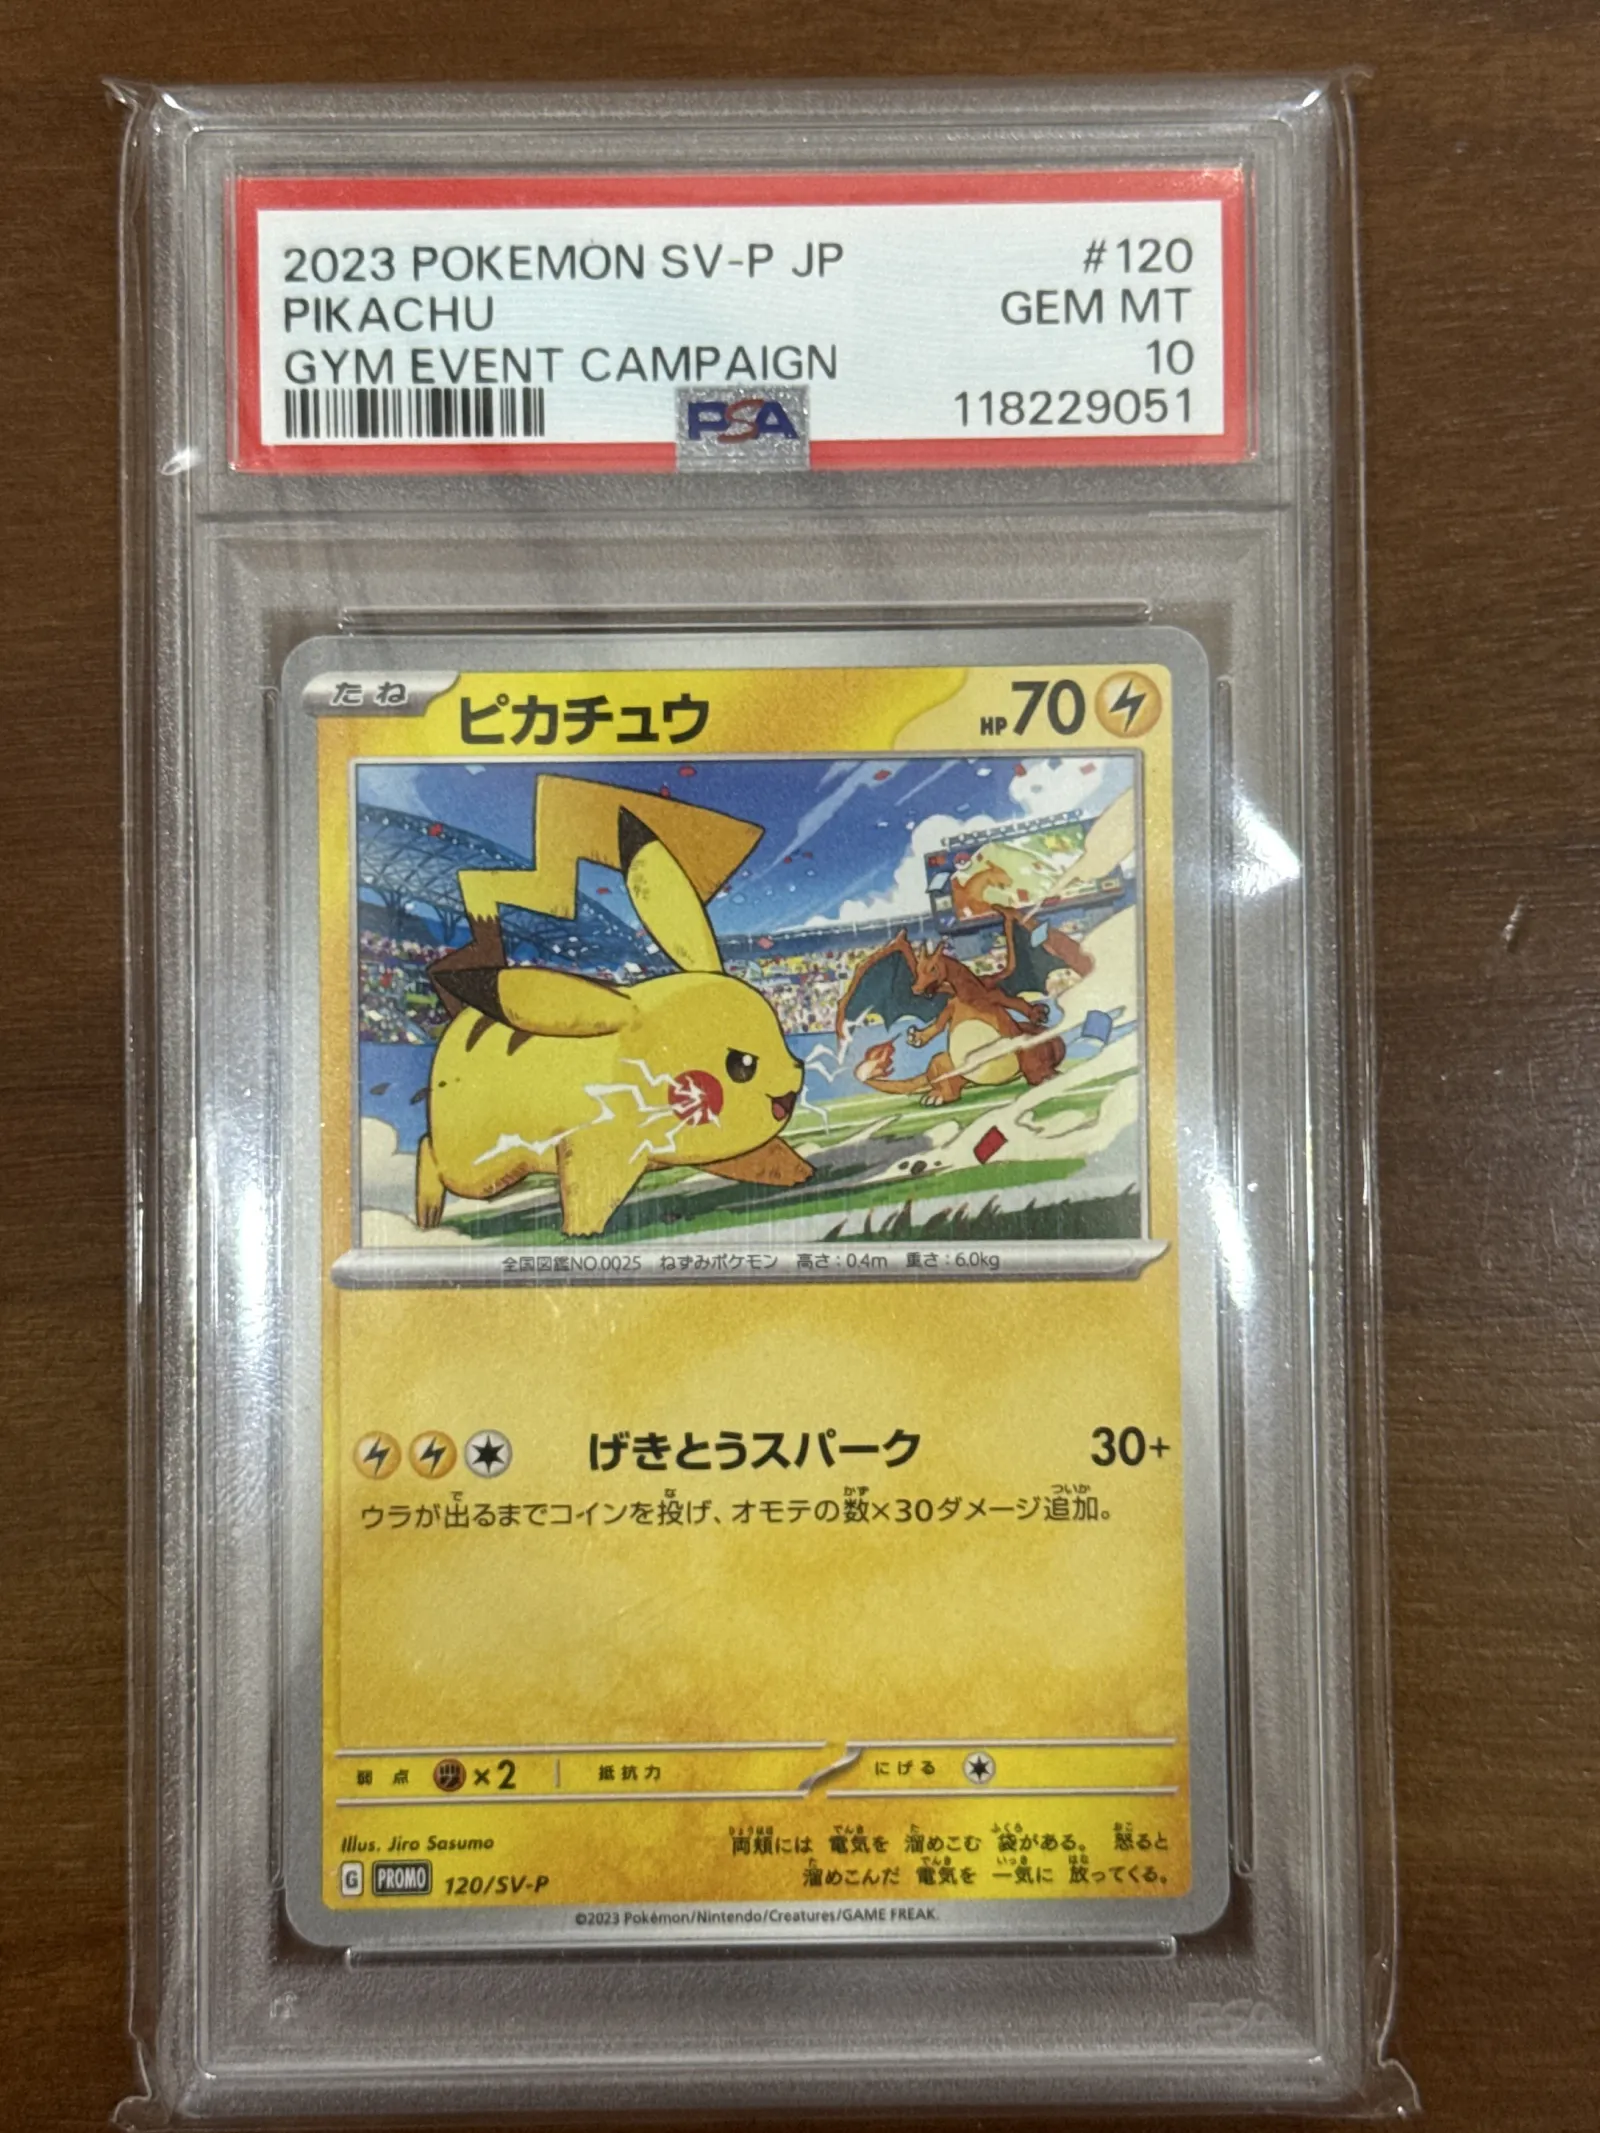 2023 POKEMON SV-P JP #120
PIKACHU GEM MT
GYM EVENT CAMPAIGN 10
PSA 118229051
たね ピカチュウ HP70
全国図鑑NO.0025 ねずみポケモン 高さ:0.4m 重さ:6.0kg
げきとうスパーク 30+
ウラが出るまでコインを投げ、オモテの数×30ダメージ追加。
弱点 ×2 抵抗力 にげる
Illus. Jiro Sasumo
両頬には 電気を 溜めこむ 袋がある。 怒ると
溜めこんだ 電気を 一気に 放ってくる。
G PROMO 120/SV-P
©2023 Pokémon/Nintendo/Creatures/GAME FREAK.